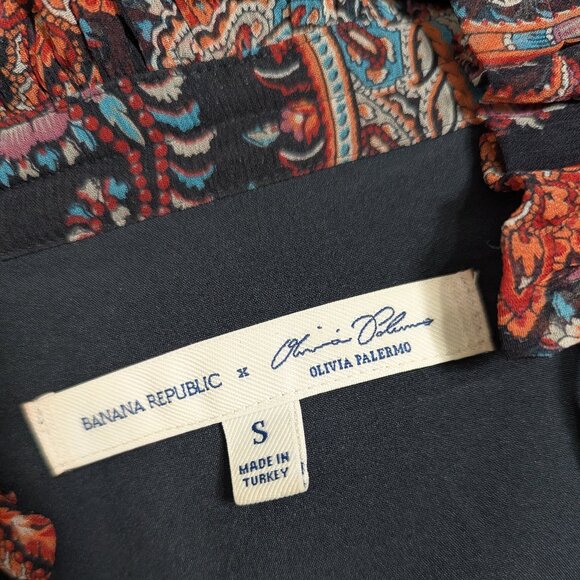 BANANA REPUBLIC x Olivia Palermo
OLIVIA PALERMO
S
MADE IN
TURKEY